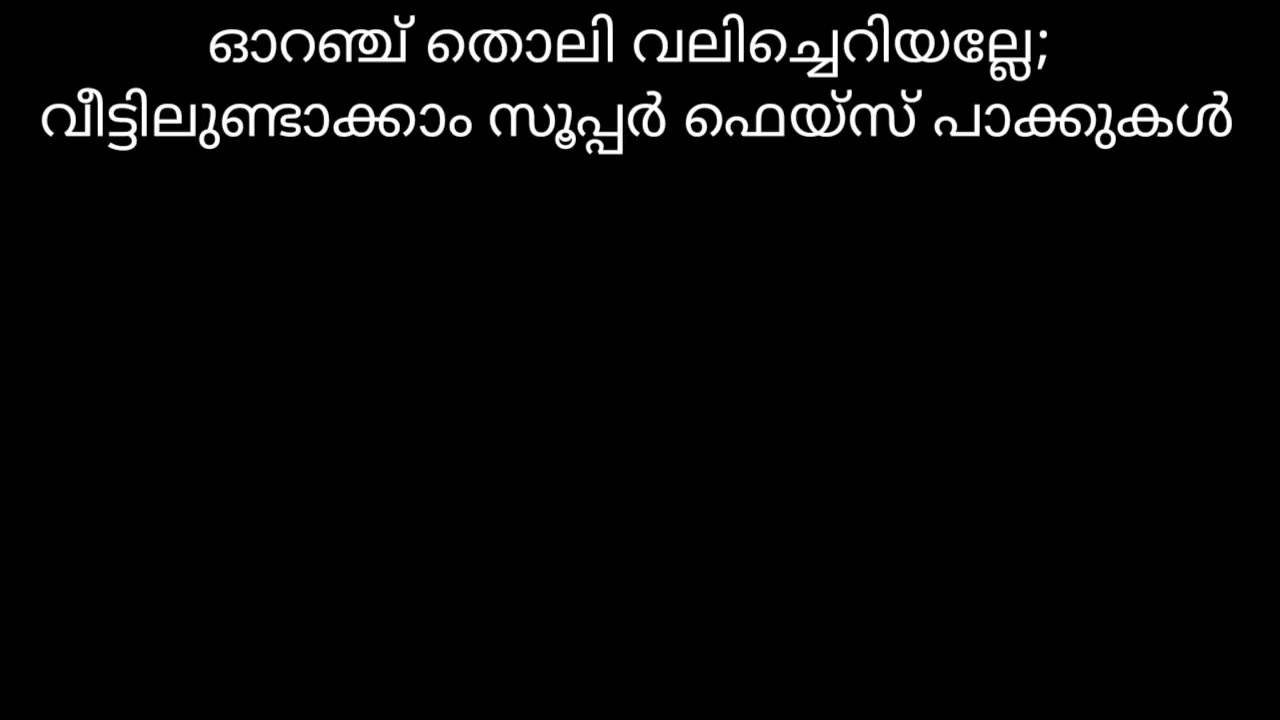 ഓറഞ്ച് തൊലി വലിച്ചെറിയല്ലേ;
വീട്ടിലുണ്ടാക്കാം സൂപ്പർ ഫെയ്സ് പാക്കുകൾ